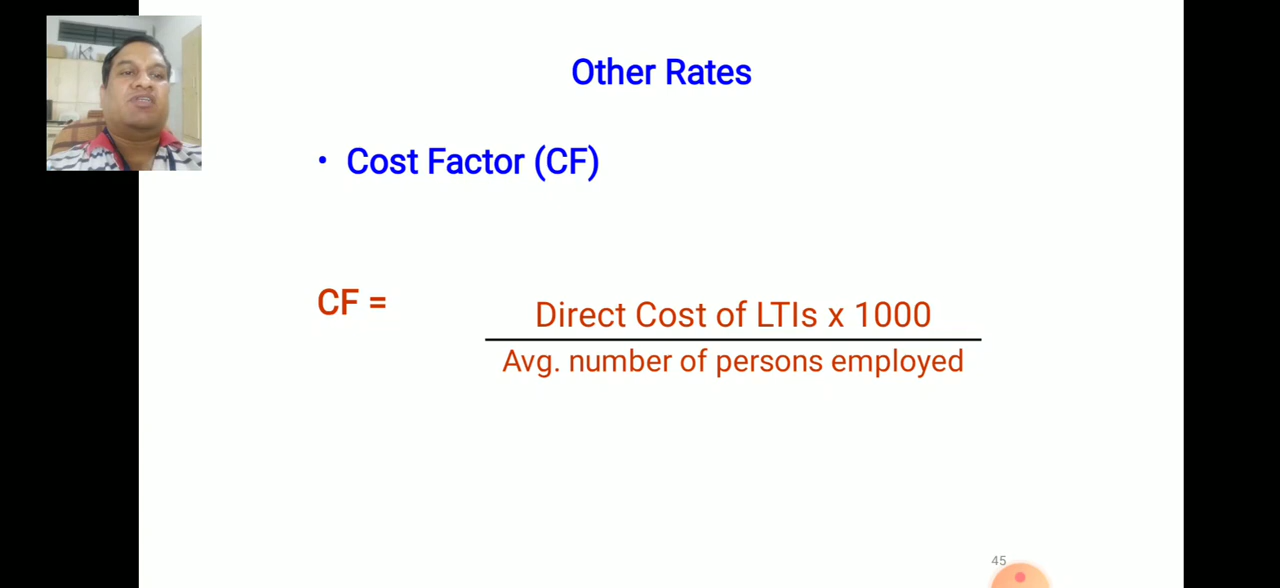 Other Rates
• Cost Factor (CF)
CF =
Direct Cost of LTIs x 1000
Avg. number of persons employed
45